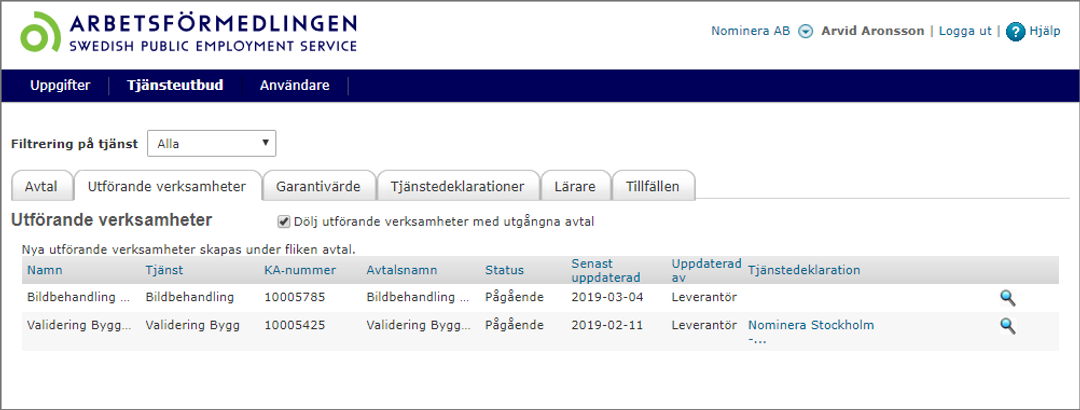 ARBETSFÖRMEDLINGEN
SWEDISH PUBLIC EMPLOYMENT SERVICE
Nominera AB Arvid Aronsson | Logga ut | ? Hjälp
Uppgifter Tjänsteutbud Användare
Filtrering på tjänst Alla
Avtal Utförande verksamheter Garantivärde Tjänstedeklarationer Lärare Tillfällen
Utförande verksamheter Dölj utförande verksamheter med utgångna avtal
Nya utförande verksamheter skapas under fliken avtal.
Namn Tjänst KA-nummer Avtalsnamn Status Senast uppdaterad Uppdaterad av Tjänstedeklaration
Bildbehandling ... Bildbehandling 10005785 Bildbehandling ... Pågående 2019-03-04 Leverantör
Validering Bygg... Validering Bygg 10005425 Validering Bygg... Pågående 2019-02-11 Leverantör Nominera Stockholm
-...